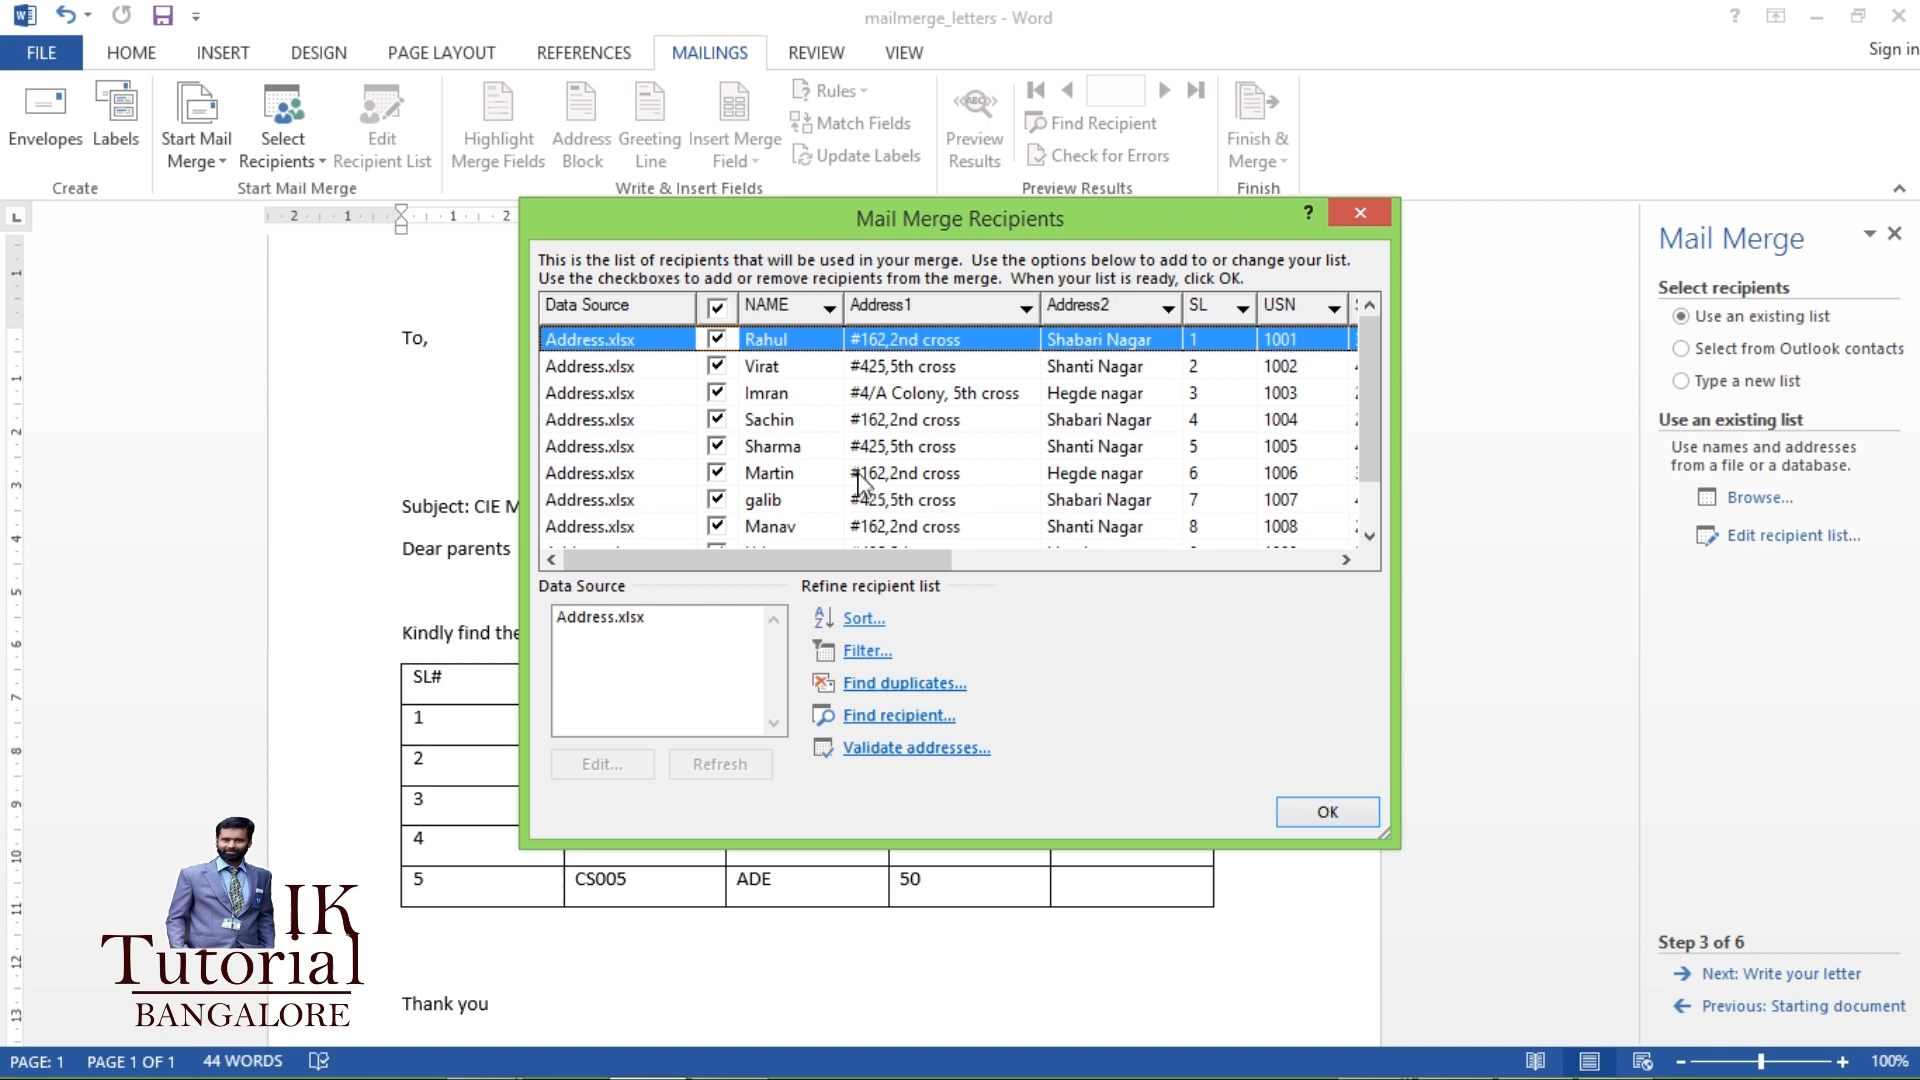 mailmerge_letters - Word
Sign in
FILE HOME INSERT DESIGN PAGE LAYOUT REFERENCES MAILINGS REVIEW VIEW
Envelopes Labels
Create
Start Mail Merge
Select Recipients
Edit Recipient List
Start Mail Merge
Highlight Merge Fields
Address Block
Greeting Line
Insert Merge Field
Rules
Match Fields
Update Labels
Write & Insert Fields
ABC
Preview Results
Find Recipient
Check for Errors
Preview Results
Finish & Merge
Finish
To,
Subject: CIE M
Dear parents
Kindly find the
SL#
1
2
3
4
5 CS005 ADE 50
Thank you
Mail Merge Recipients
This is the list of recipients that will be used in your merge. Use the options below to add to or change your list.
Use the checkboxes to add or remove recipients from the merge. When your list is ready, click OK.
Data Source NAME Address1 Address2 SL USN
Address.xlsx Rahul #162,2nd cross Shabari Nagar 1 1001
Address.xlsx Virat #425,5th cross Shanti Nagar 2 1002
Address.xlsx Imran #4/A Colony, 5th cross Hegde nagar 3 1003
Address.xlsx Sachin #162,2nd cross Shabari Nagar 4 1004
Address.xlsx Sharma #425,5th cross Shanti Nagar 5 1005
Address.xlsx Martin #162,2nd cross Hegde nagar 6 1006
Address.xlsx galib #425,5th cross Shabari Nagar 7 1007
Address.xlsx Manav #162,2nd cross Shanti Nagar 8 1008
Data Source
Address.xlsx
Edit... Refresh
Refine recipient list
Sort...
Filter...
Find duplicates...
Find recipient...
Validate addresses...
OK
Mail Merge
Select recipients
Use an existing list
Select from Outlook contacts
Type a new list
Use an existing list
Use names and addresses
from a file or a database.
Browse...
Edit recipient list...
Step 3 of 6
Next: Write your letter
Previous: Starting document
IK
Tutorial
BANGALORE
PAGE: 1 PAGE 1 OF 1 44 WORDS
100%